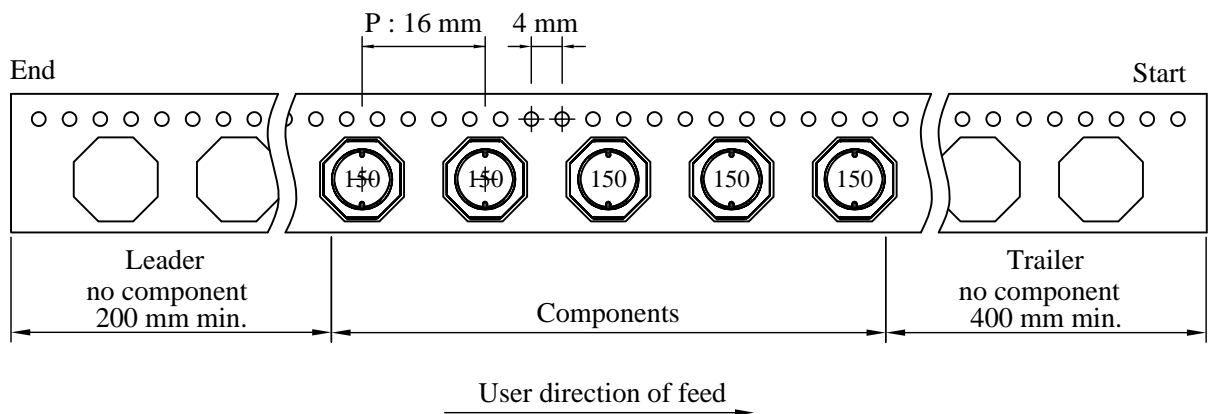 P : 16 mm
4 mm
End
Start
150
150
150
150
150
Leader
no component
200 mm min.
Components
Trailer
no component
400 mm min.
User direction of feed